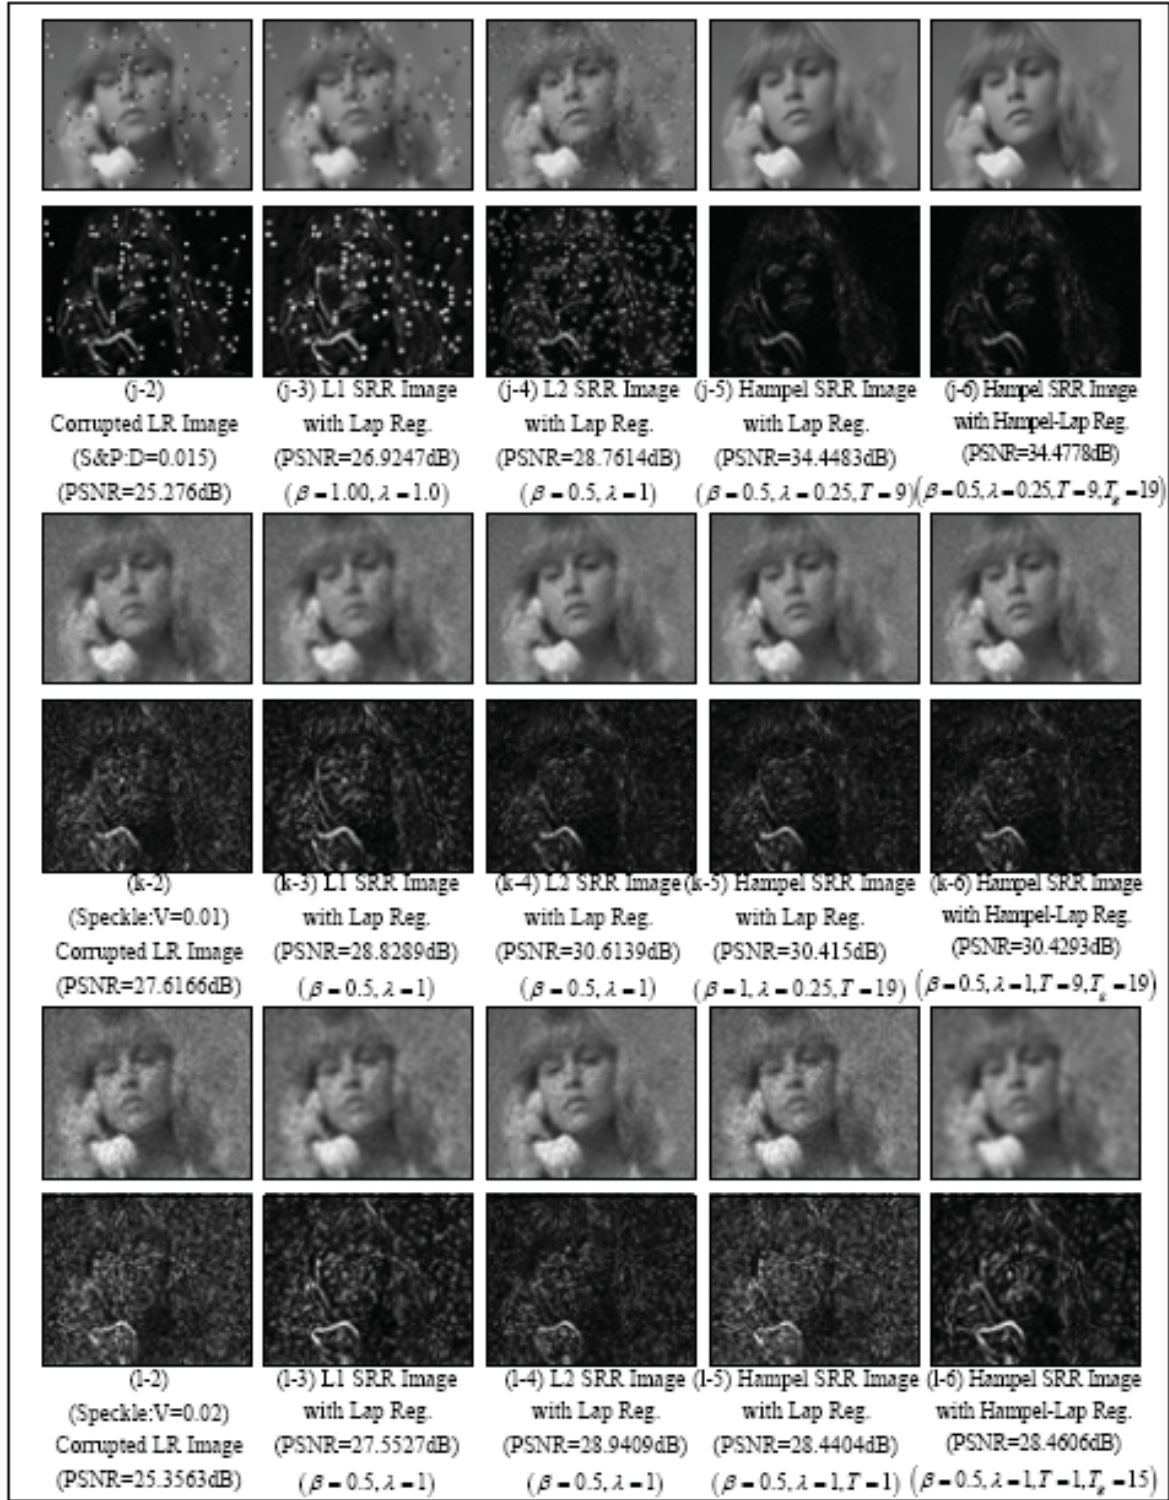 (j-2)
Corrupted LR Image
(S&P:D=0.015)
(PSNR=25.276dB)
(j-3) L1 SRR Image
with Lap Reg.
(PSNR=26.9247dB)
(β=1.00, λ=1.0)
(j-4) L2 SRR Image
with Lap Reg.
(PSNR=28.7614dB)
(β=0.5, λ=1)
(j-5) Hampel SRR Image
with Lap Reg.
(PSNR=34.4483dB)
(β=0.5, λ=0.25, T=9)
(j-6) Hampel SRR Image
with Hampel-Lap Reg.
(PSNR=34.4778dB)
(β=0.5, λ=0.25, T=9, T_g=19)
(k-2)
(Speckle:V=0.01)
Corrupted LR Image
(PSNR=27.6166dB)
(k-3) L1 SRR Image
with Lap Reg.
(PSNR=28.8289dB)
(β=0.5, λ=1)
(k-4) L2 SRR Image
with Lap Reg.
(PSNR=30.6139dB)
(β=0.5, λ=1)
(k-5) Hampel SRR Image
with Lap Reg.
(PSNR=30.415dB)
(β=1, λ=0.25, T=19)
(k-6) Hampel SRR Image
with Hampel-Lap Reg.
(PSNR=30.4293dB)
(β=0.5, λ=1, T=9, T_g=19)
(l-2)
(Speckle:V=0.02)
Corrupted LR Image
(PSNR=25.3563dB)
(l-3) L1 SRR Image
with Lap Reg.
(PSNR=27.5527dB)
(β=0.5, λ=1)
(l-4) L2 SRR Image
with Lap Reg.
(PSNR=28.9409dB)
(β=0.5, λ=1)
(l-5) Hampel SRR Image
with Lap Reg.
(PSNR=28.4404dB)
(β=0.5, λ=1, T=1)
(l-6) Hampel SRR Image
with Hampel-Lap Reg.
(PSNR=28.4606dB)
(β=0.5, λ=1, T=1, T_g=15)